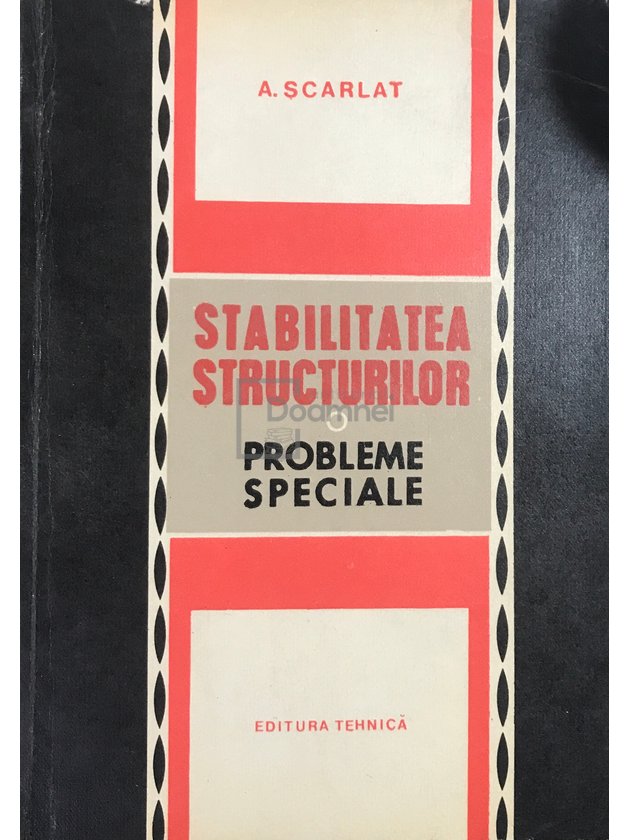 A. ȘCARLAT
STABILITATEA
STRUCTURILOR
Doamnei
PROBLEME
SPECIALE
EDITURA TEHNICĂ